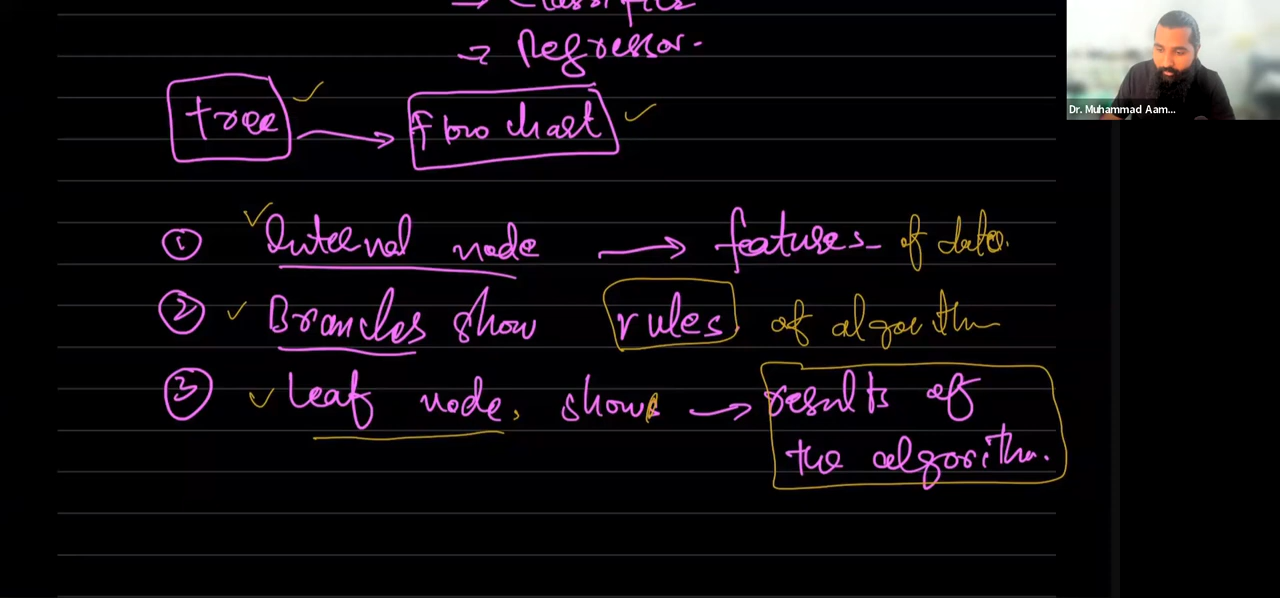 → Classifier
→ Regressor.
tree → flow chart
① Internal node → features of data.
② Branches show rules of algorithm
③ Leaf node, shows → results of
the algorithm.
Dr. Muhammad Aam...